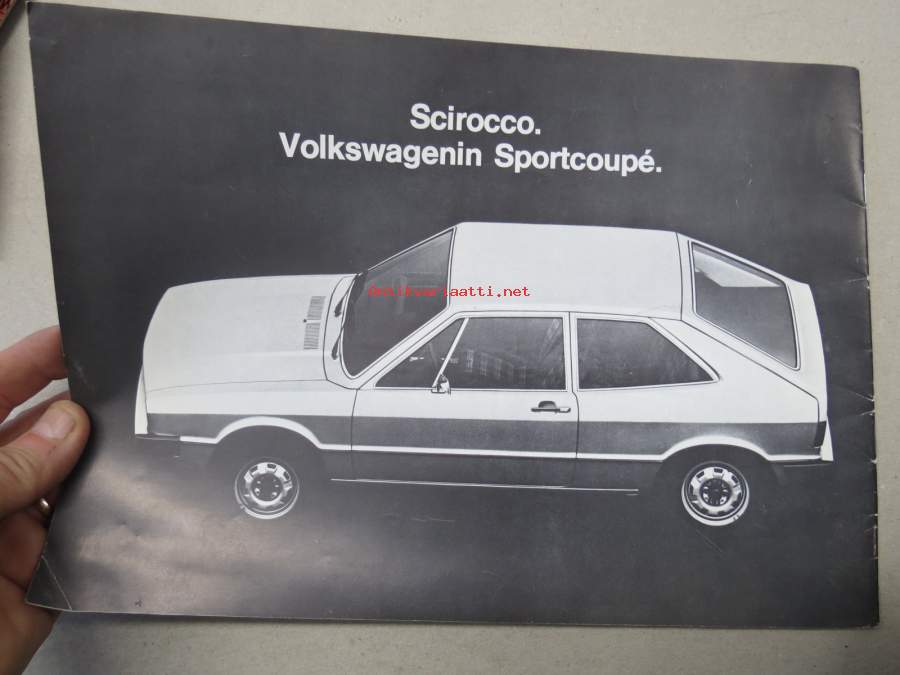 Scirocco.
Volkswagenin Sportcoupé.
antikvariaatti.net